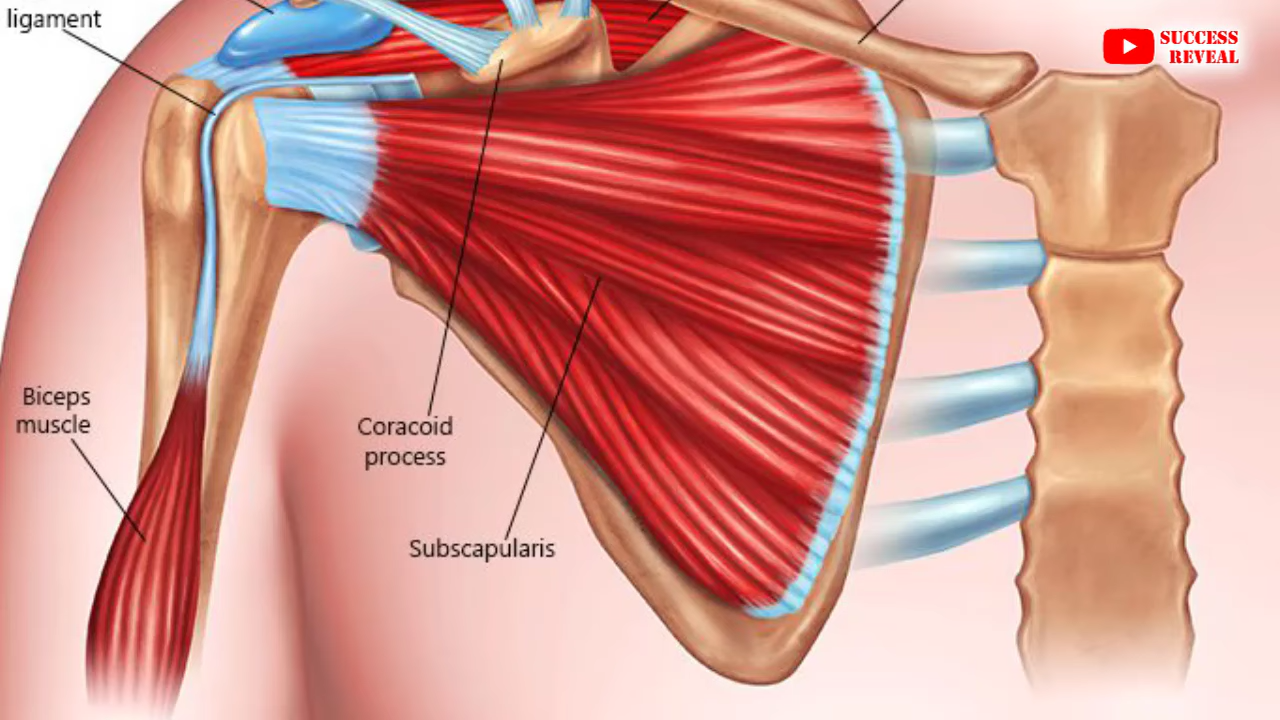 ligament
SUCCESS
REVEAL
Biceps
muscle
Coracoid
process
Subscapularis